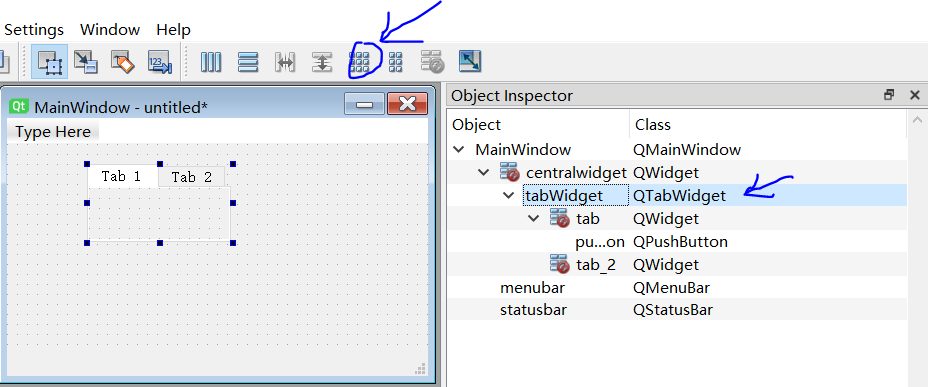 Settings Window Help
123
Qt MainWindow - untitled*
Type Here
Tab 1 Tab 2
Object Inspector
Object Class
MainWindow QMainWindow
centralwidget QWidget
tabWidget QTabWidget
tab QWidget
pu...on QPushButton
tab_2 QWidget
menubar QMenuBar
statusbar QStatusBar